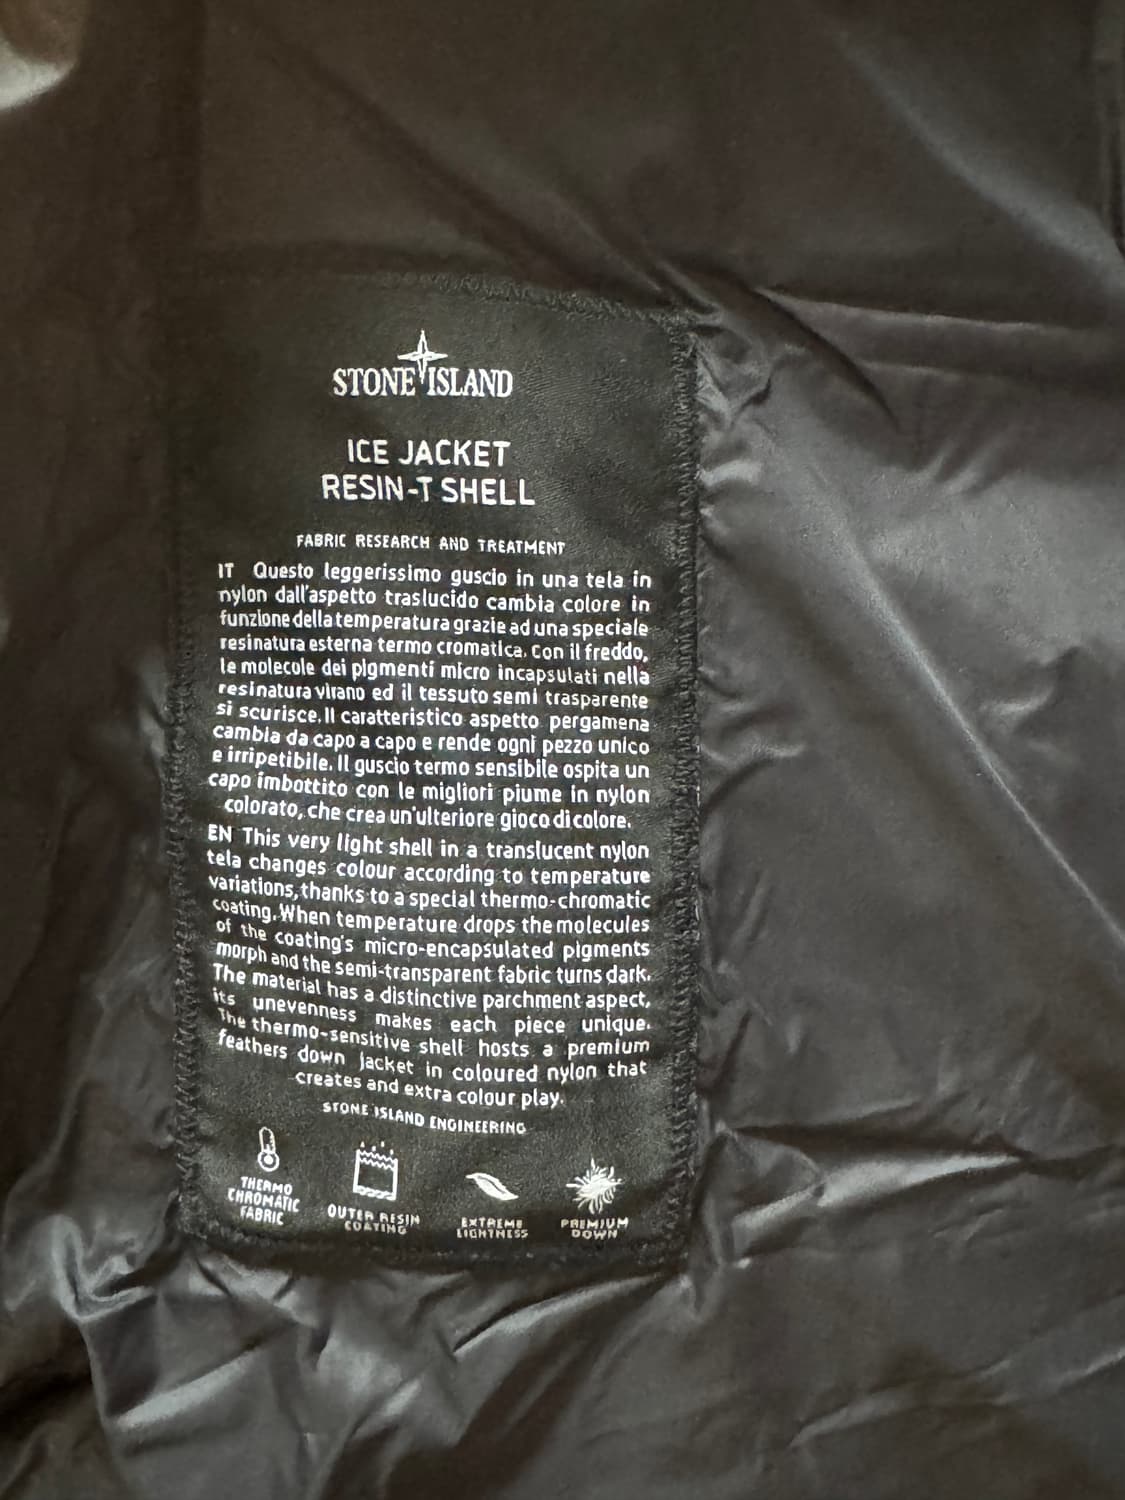 STONE ISLAND
ICE JACKET
RESIN-T SHELL
FABRIC RESEARCH AND TREATMENT
IT Questo leggerissimo guscio in una tela in
nylon dall'aspetto traslucido cambia colore in
funzione della temperatura grazie ad una speciale
resinatura esterna termo cromatica. Con il freddo,
le molecole dei pigmenti micro incapsulati nella
resinatura virano ed il tessuto semi trasparente
si scurisce. Il caratteristico aspetto pergamena
cambia da capo a capo e rende ogni pezzo unico
e irripetibile. Il guscio termo sensibile ospita un
capo imbottito con le migliori piume in nylon
colorato, che crea un'ulteriore gioco di colore.
EN This very light shell in a translucent nylon
tela changes colour according to temperature
variations, thanks to a special thermo-chromatic
coating. When temperature drops the molecules
of the coating's micro-encapsulated pigments
morph and the semi-transparent fabric turns dark.
The material has a distinctive parchment aspect,
its unevenness makes each piece unique.
The thermo-sensitive shell hosts a premium
feathers down jacket in coloured nylon that
creates and extra colour play.
STONE ISLAND ENGINEERING
THERMO
CHROMATIC
FABRIC
OUTER RESIN
COATING
EXTREME
LIGHTNESS
PREMIUM
DOWN